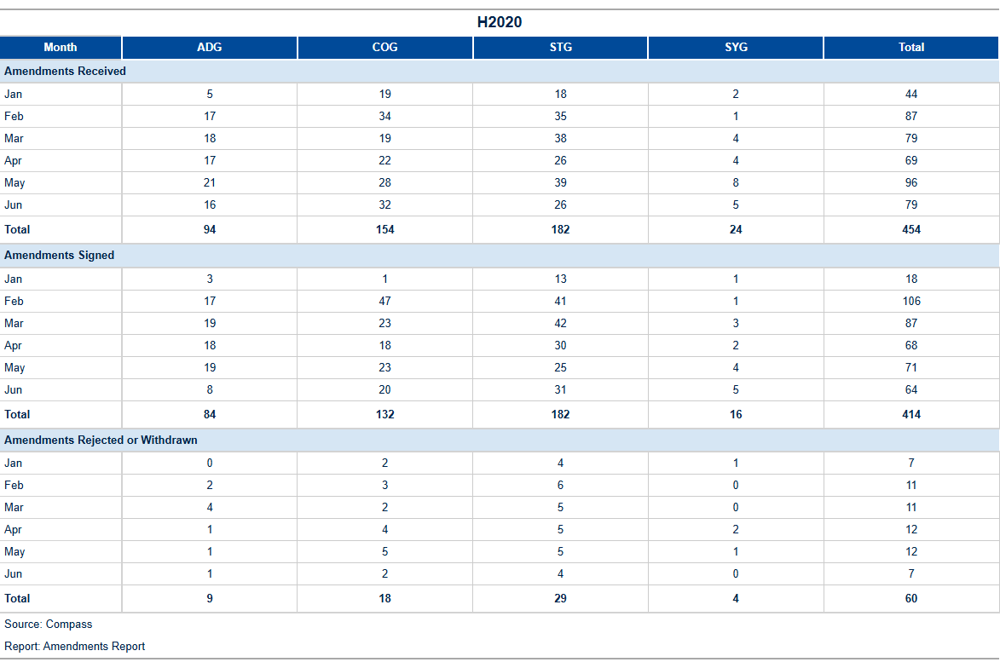 H2020
Month ADG COG STG SYG Total
Amendments Received
Jan 5 19 18 2 44
Feb 17 34 35 1 87
Mar 18 19 38 4 79
Apr 17 22 26 4 69
May 21 28 39 8 96
Jun 16 32 26 5 79
Total 94 154 182 24 454
Amendments Signed
Jan 3 1 13 1 18
Feb 17 47 41 1 106
Mar 19 23 42 3 87
Apr 18 18 30 2 68
May 19 23 25 4 71
Jun 8 20 31 5 64
Total 84 132 182 16 414
Amendments Rejected or Withdrawn
Jan 0 2 4 1 7
Feb 2 3 6 0 11
Mar 4 2 5 0 11
Apr 1 4 5 2 12
May 1 5 5 1 12
Jun 1 2 4 0 7
Total 9 18 29 4 60
Source: Compass
Report: Amendments Report